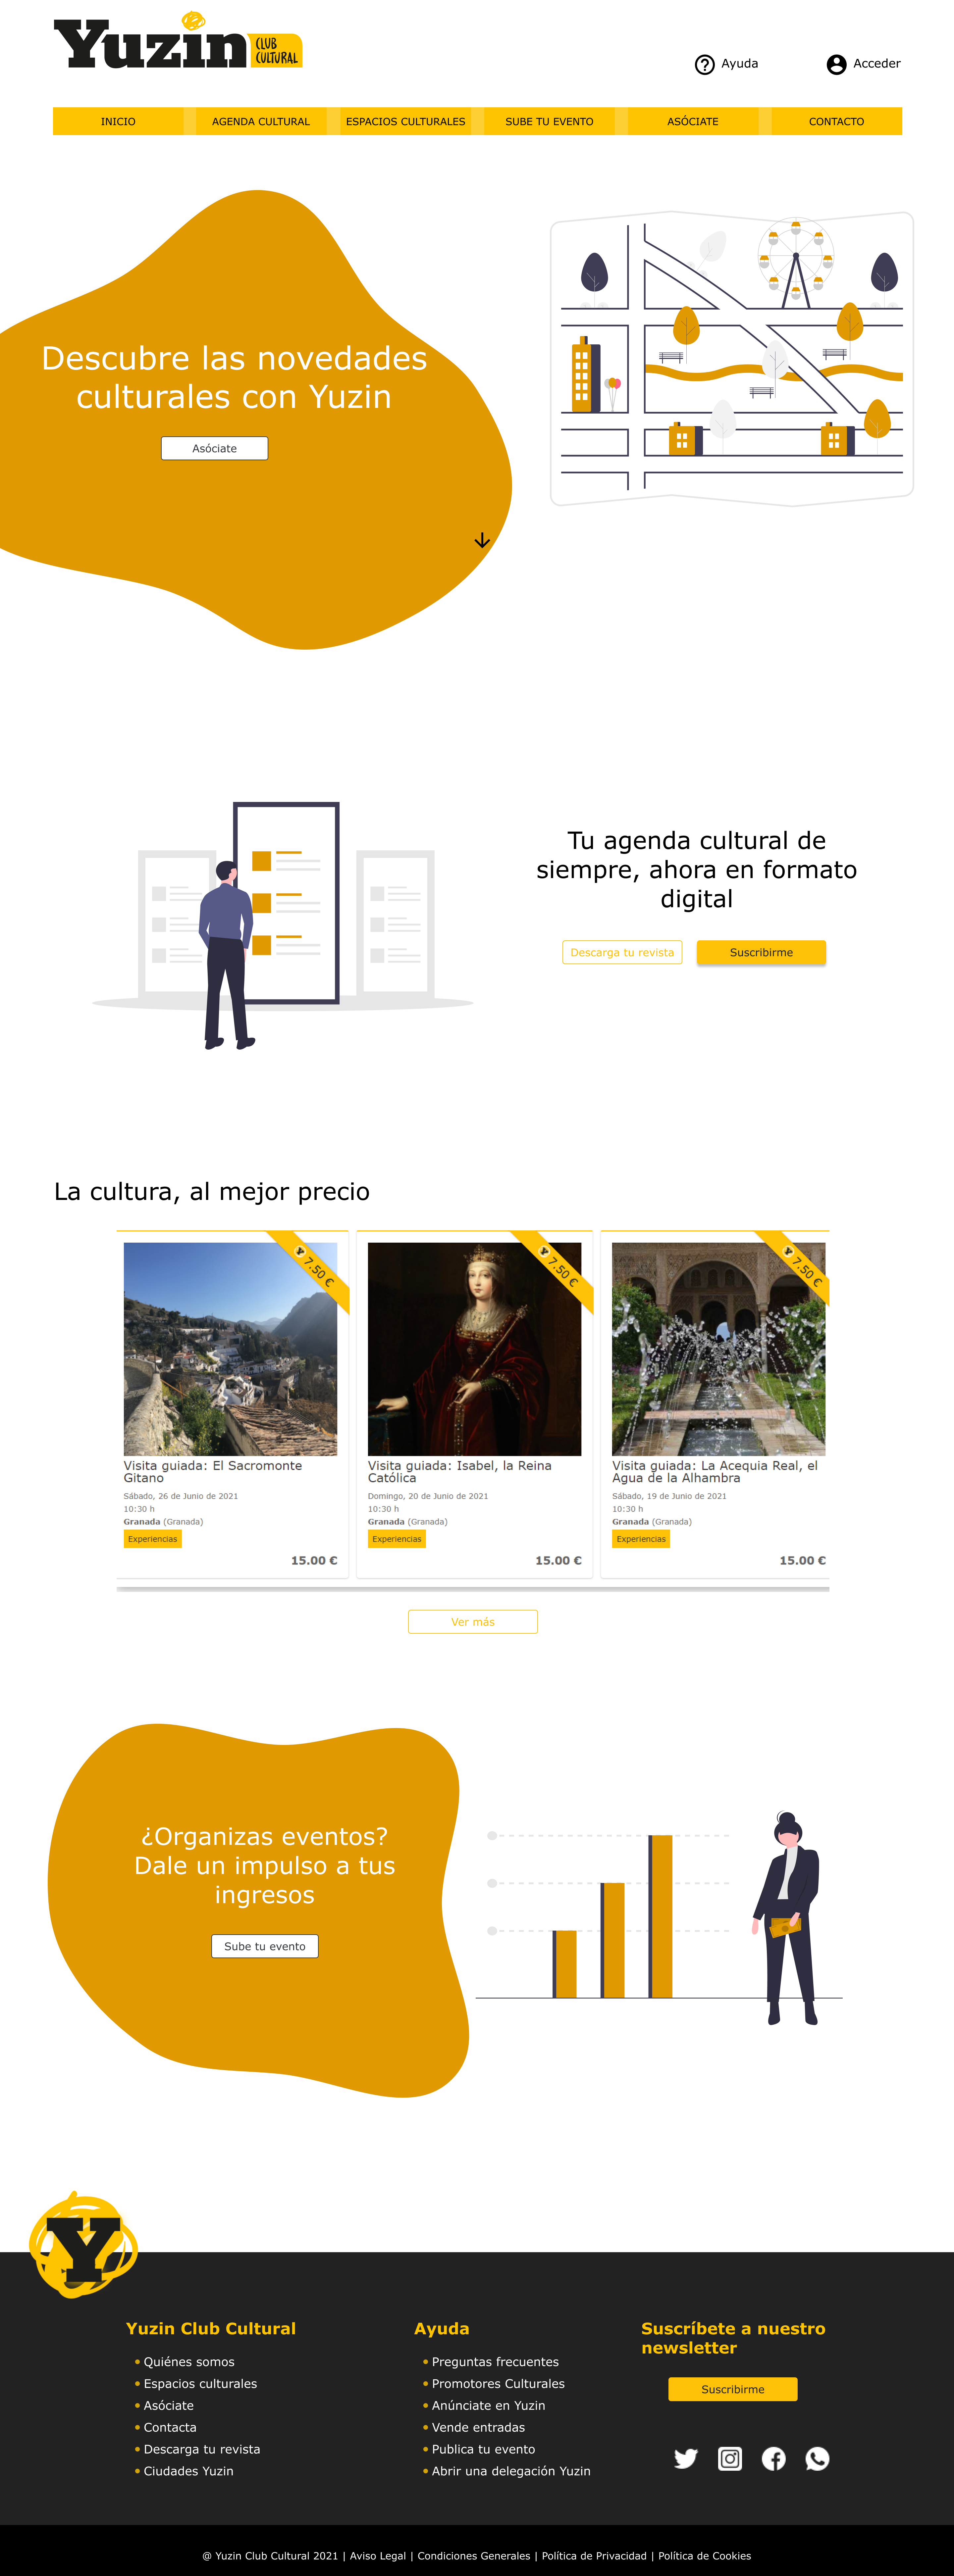 Yuzin
CLUB
CULTURAL
Ayuda
Acceder
INICIO
AGENDA CULTURAL
ESPACIOS CULTURALES
SUBE TU EVENTO
ASÓCIATE
CONTACTO
Descubre las novedades
culturales con Yuzin
Asóciate
Tu agenda cultural de
siempre, ahora en formato
digital
Descarga tu revista
Suscribirme
La cultura, al mejor precio
7.50 €
Visita guiada: El Sacromonte
Gitano
Sábado, 26 de Junio de 2021
10:30 h
Granada (Granada)
Experiencias
15.00 €
7.50 €
Visita guiada: Isabel, la Reina
Católica
Domingo, 20 de Junio de 2021
10:30 h
Granada (Granada)
Experiencias
15.00 €
7.50 €
Visita guiada: La Acequia Real, el
Agua de la Alhambra
Sábado, 19 de Junio de 2021
10:30 h
Granada (Granada)
Experiencias
15.00 €
Ver más
¿Organizas eventos?
Dale un impulso a tus
ingresos
Sube tu evento
Y
Yuzin Club Cultural
Quiénes somos
Espacios culturales
Asóciate
Contacta
Descarga tu revista
Ciudades Yuzin
Ayuda
Preguntas frecuentes
Promotores Culturales
Anúnciate en Yuzin
Vende entradas
Publica tu evento
Abrir una delegación Yuzin
Suscríbete a nuestro
newsletter
Suscribirme
@ Yuzin Club Cultural 2021 | Aviso Legal | Condiciones Generales | Política de Privacidad | Política de Cookies